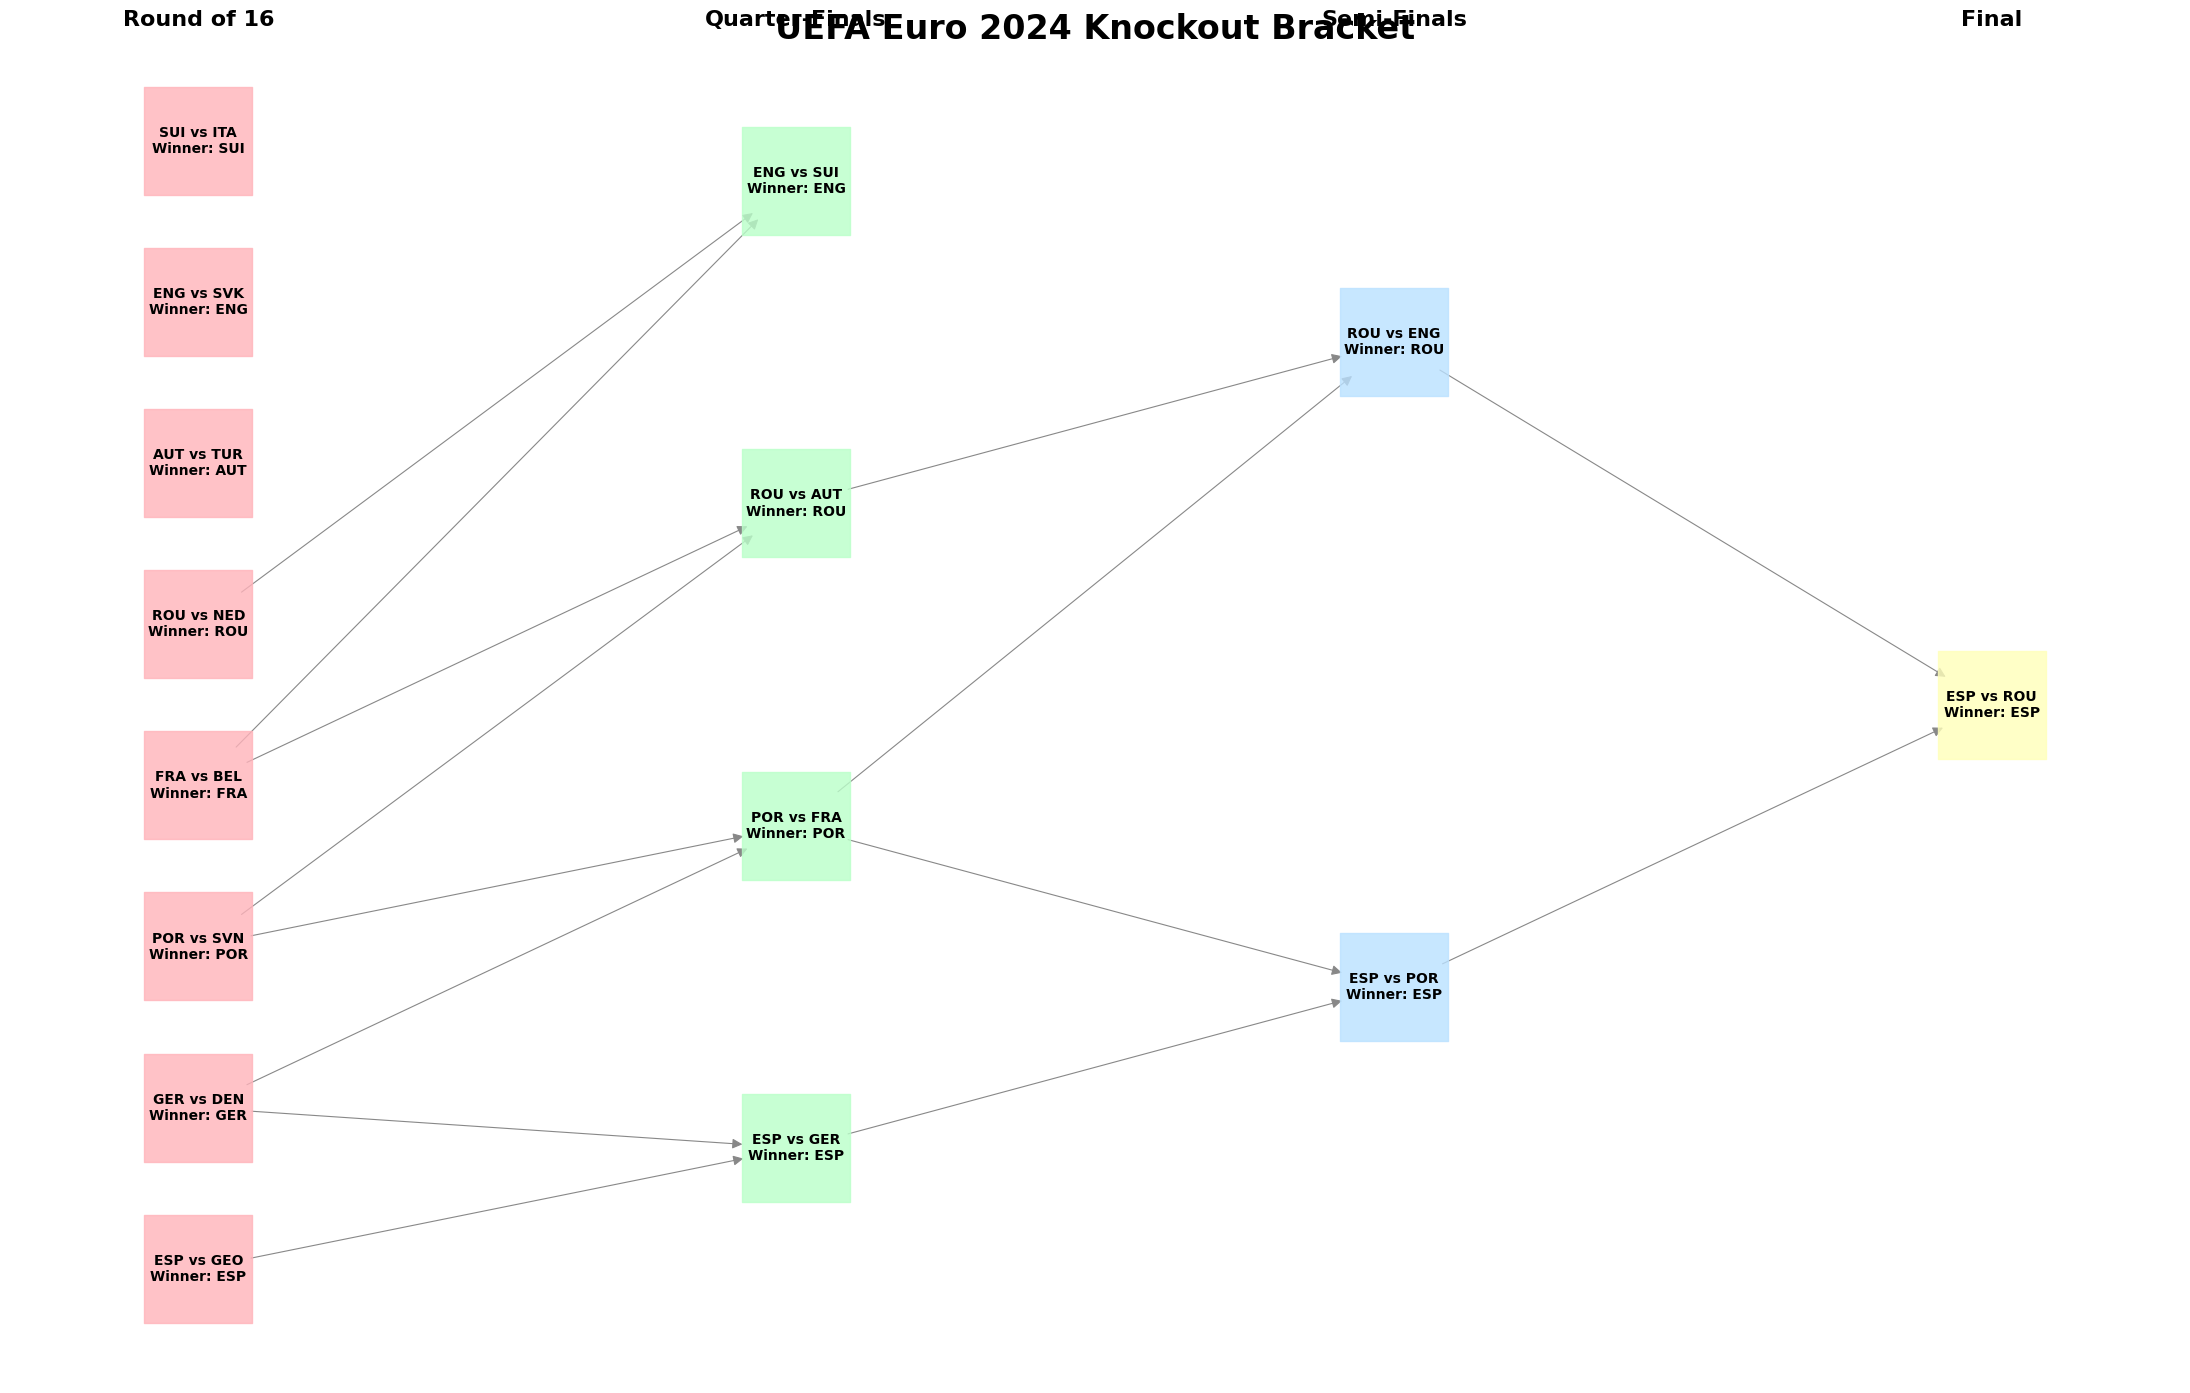 UEFA Euro 2024 Knockout Bracket
Round of 16
Quarter-Finals
Semi-Finals
Final
SUI vs ITA
Winner: SUI
ENG vs SVK
Winner: ENG
AUT vs TUR
Winner: AUT
ROU vs NED
Winner: ROU
FRA vs BEL
Winner: FRA
POR vs SVN
Winner: POR
GER vs DEN
Winner: GER
ESP vs GEO
Winner: ESP
ENG vs SUI
Winner: ENG
ROU vs AUT
Winner: ROU
POR vs FRA
Winner: POR
ESP vs GER
Winner: ESP
ROU vs ENG
Winner: ROU
ESP vs POR
Winner: ESP
ESP vs ROU
Winner: ESP